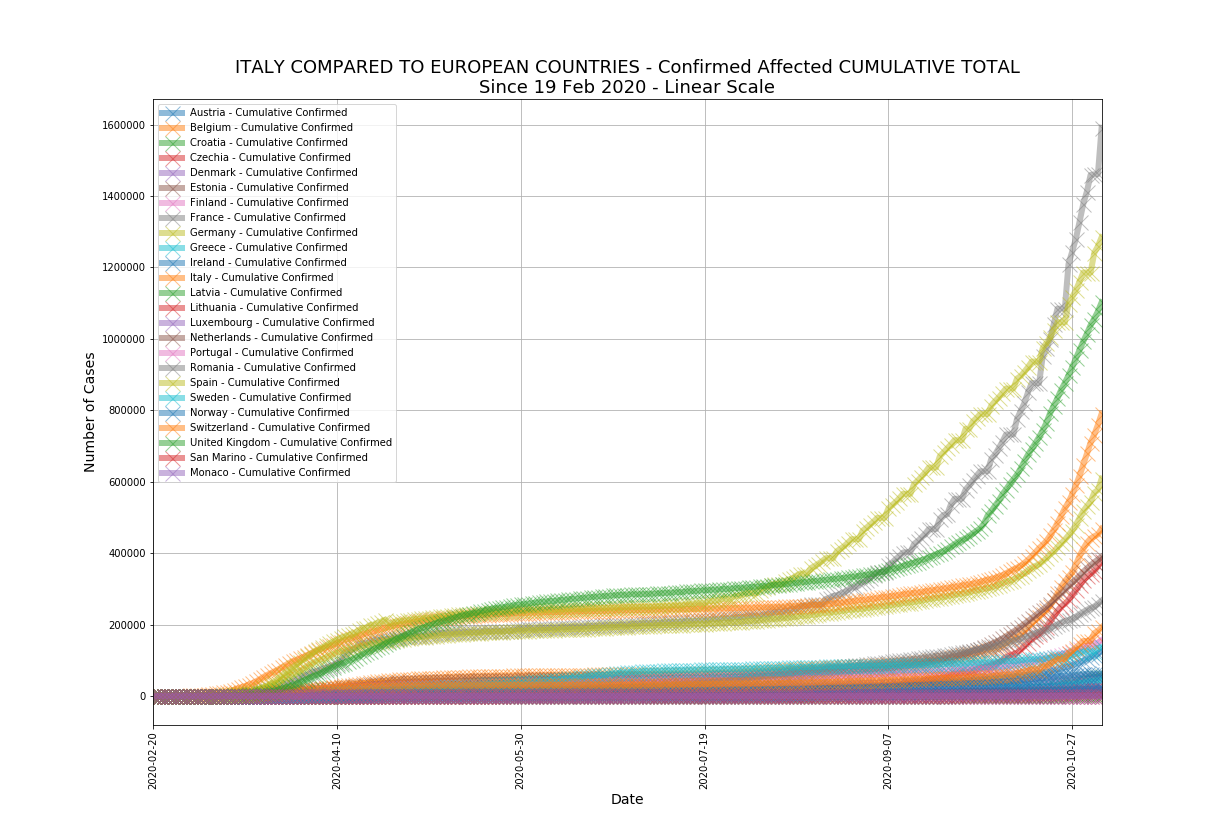 ITALY COMPARED TO EUROPEAN COUNTRIES - Confirmed Affected CUMULATIVE TOTAL
Since 19 Feb 2020 - Linear Scale
Austria - Cumulative Confirmed
Belgium - Cumulative Confirmed
Croatia - Cumulative Confirmed
Czechia - Cumulative Confirmed
Denmark - Cumulative Confirmed
Estonia - Cumulative Confirmed
Finland - Cumulative Confirmed
France - Cumulative Confirmed
Germany - Cumulative Confirmed
Greece - Cumulative Confirmed
Ireland - Cumulative Confirmed
Italy - Cumulative Confirmed
Latvia - Cumulative Confirmed
Lithuania - Cumulative Confirmed
Luxembourg - Cumulative Confirmed
Netherlands - Cumulative Confirmed
Portugal - Cumulative Confirmed
Romania - Cumulative Confirmed
Spain - Cumulative Confirmed
Sweden - Cumulative Confirmed
Norway - Cumulative Confirmed
Switzerland - Cumulative Confirmed
United Kingdom - Cumulative Confirmed
San Marino - Cumulative Confirmed
Monaco - Cumulative Confirmed
Number of Cases
1600000
1400000
1200000
1000000
800000
600000
400000
200000
0
2020-02-20
2020-04-10
2020-05-30
2020-07-19
2020-09-07
2020-10-27
Date